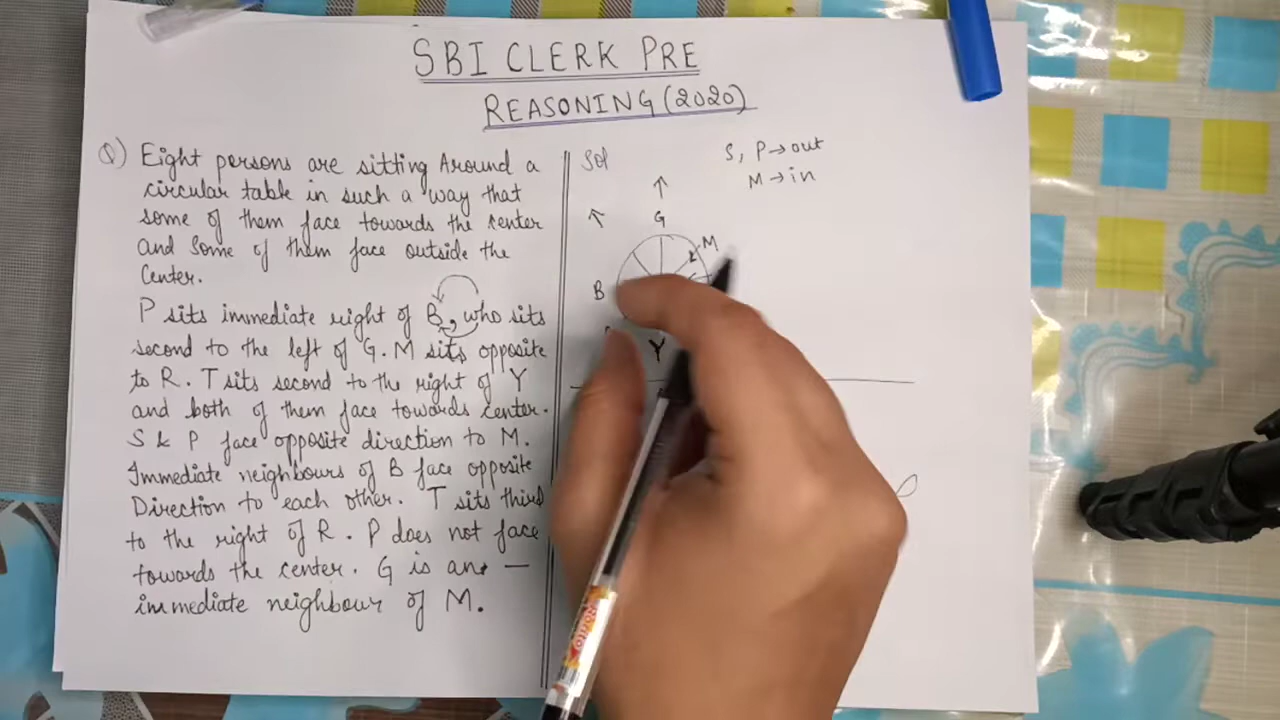 SBI CLERK PRE
REASONING (2020)
Q) Eight persons are sitting Around a
circular table in such a way that
some of them face towards the center
and Some of them face outside the
Center.
P sits immediate right of B, who sits
second to the left of G. M sits opposite
to R. T sits second to the right of Y
and both of them face towards center.
S & P face opposite direction to M.
Immediate neighbours of B face opposite
Direction to each other. T sits third
to the right of R. P does not face
towards the center. G is an —
immediate neighbour of M.
Sol
S, P → out
M → in
G
M
B
Y